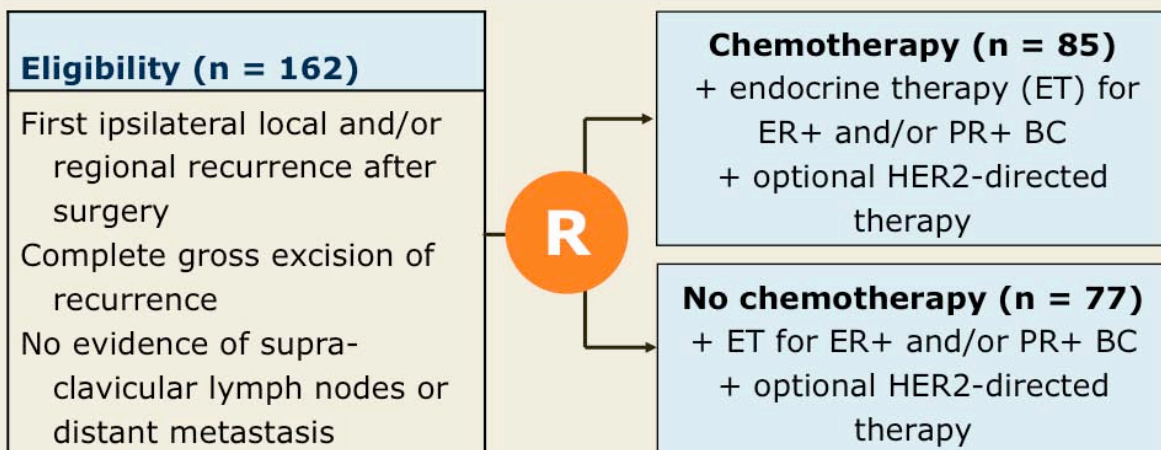 Eligibility (n = 162)
First ipsilateral local and/or
regional recurrence after
surgery
Complete gross excision of
recurrence
No evidence of supra-
clavicular lymph nodes or
distant metastasis
R
Chemotherapy (n = 85)
+ endocrine therapy (ET) for
ER+ and/or PR+ BC
+ optional HER2-directed
therapy
No chemotherapy (n = 77)
+ ET for ER+ and/or PR+ BC
+ optional HER2-directed
therapy